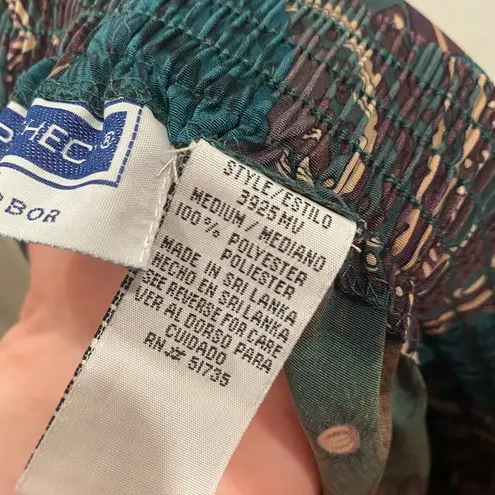 HEC®
BOR
STYLE/ESTILO
3925MV
MEDIUM / MEDIANO
100% POLYESTER
POLIESTER
MADE IN SRI LANKA
HECHO EN SRI LANKA
SEE REVERSE FOR CARE
VER AL DORSO PARA
CUIDADO
RN# 51735